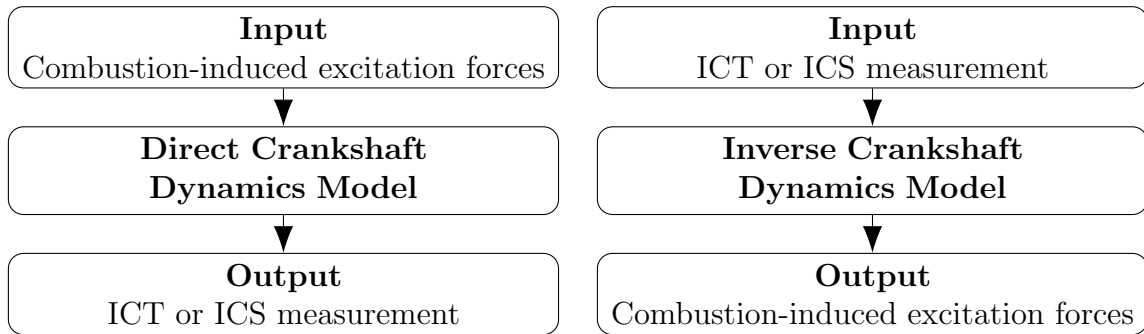 Input
Combustion-induced excitation forces
Direct Crankshaft
Dynamics Model
Output
ICT or ICS measurement
Input
ICT or ICS measurement
Inverse Crankshaft
Dynamics Model
Output
Combustion-induced excitation forces